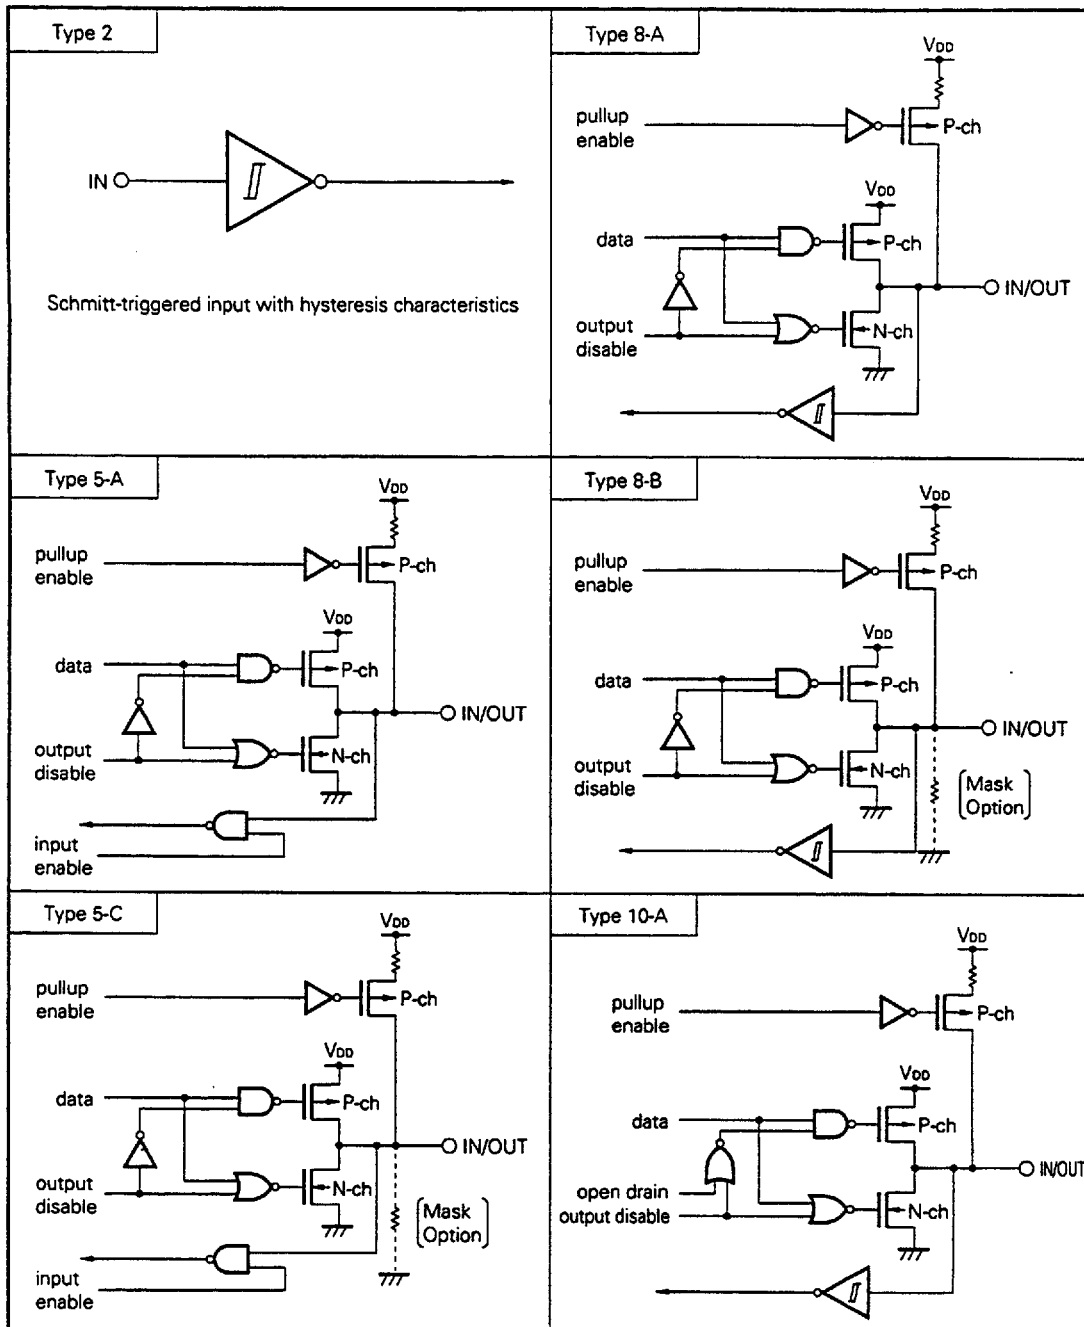 Type 2
IN
Schmitt-triggered input with hysteresis characteristics
Type 8-A
VDD
pullup
enable
P-ch
VDD
data
P-ch
IN/OUT
output
disable
N-ch
Type 5-A
VDD
pullup
enable
P-ch
VDD
data
P-ch
IN/OUT
output
disable
N-ch
input
enable
Type 8-B
VDD
pullup
enable
P-ch
VDD
data
P-ch
IN/OUT
output
disable
N-ch
Mask
Option
Type 5-C
VDD
pullup
enable
P-ch
VDD
data
P-ch
IN/OUT
output
disable
N-ch
Mask
Option
input
enable
Type 10-A
VDD
pullup
enable
P-ch
VDD
data
P-ch
IN/OUT
open drain
output disable
N-ch